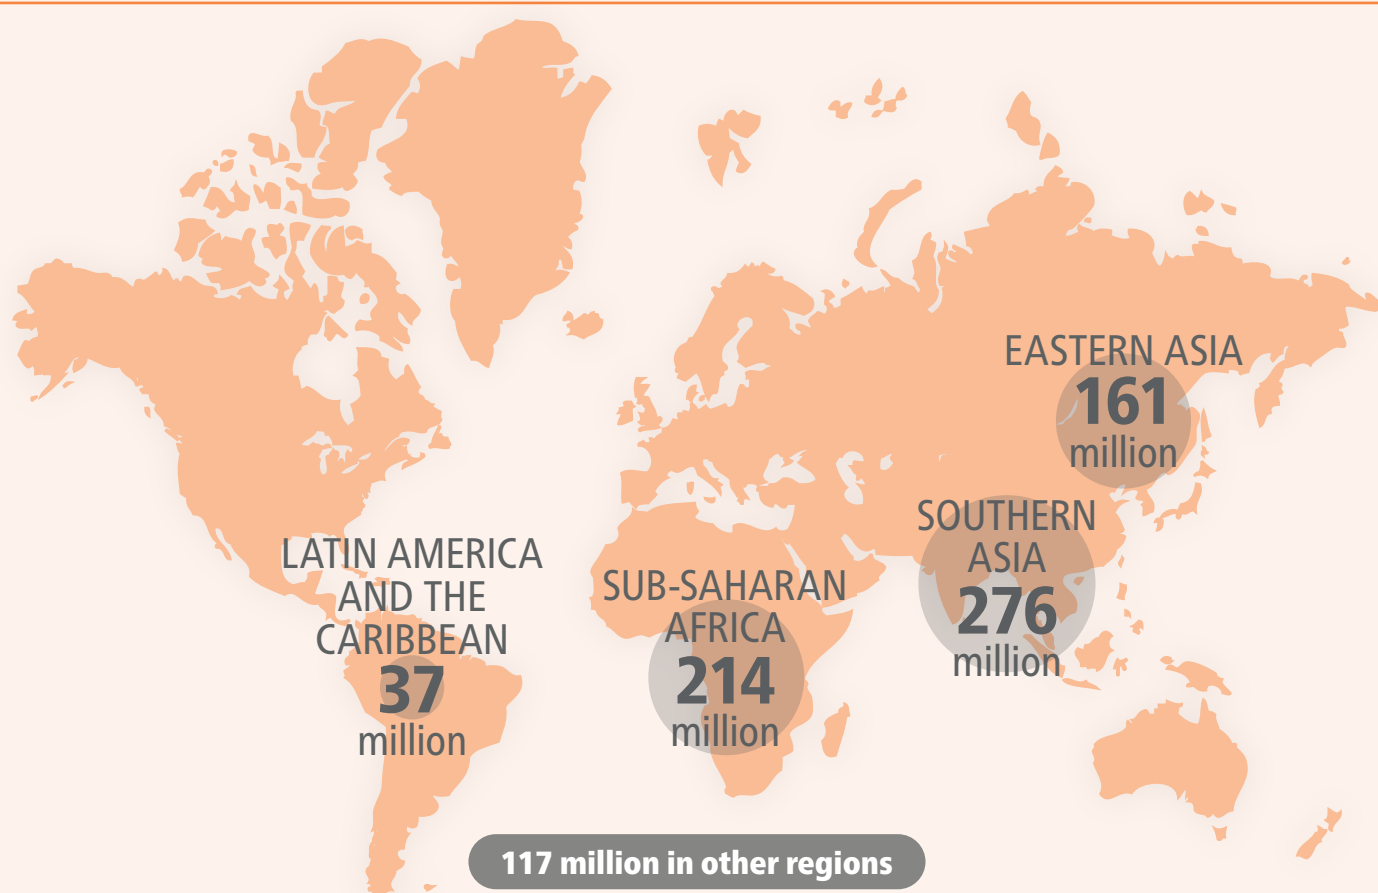 EASTERN ASIA
161
million
SOUTHERN
ASIA
276
million
LATIN AMERICA
AND THE
CARIBBEAN
37
million
SUB-SAHARAN
AFRICA
214
million
117 million in other regions